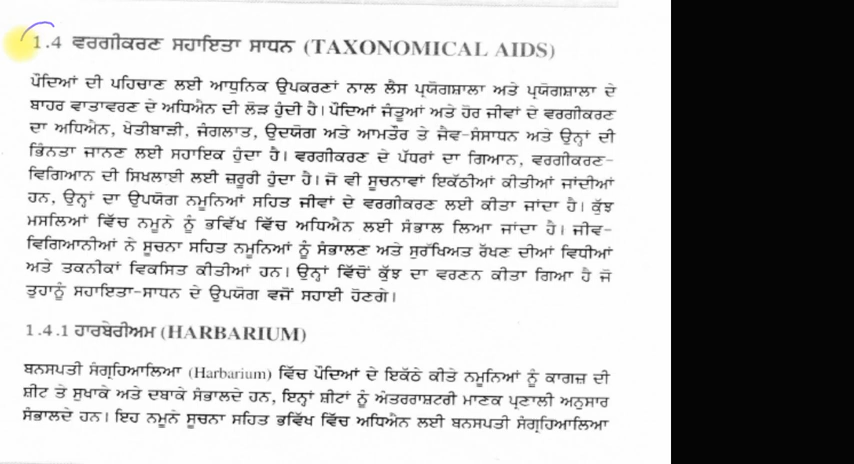 1.4 ਵਰਗੀਕਰਣ ਸਹਾਇਤਾ ਸਾਧਨ (TAXONOMICAL AIDS)
ਪੌਦਿਆਂ ਦੀ ਪਹਿਚਾਣ ਲਈ ਆਧੁਨਿਕ ਉਪਕਰਣਾਂ ਨਾਲ ਲੈਸ ਪ੍ਰਯੋਗਸ਼ਾਲਾ ਅਤੇ ਪ੍ਰਯੋਗਸ਼ਾਲਾ ਦੇ
ਬਾਹਰ ਵਾਤਾਵਰਣ ਦੇ ਅਧਿਐਨ ਦੀ ਲੋੜ ਹੁੰਦੀ ਹੈ। ਪੌਦਿਆਂ ਜੰਤੂਆਂ ਅਤੇ ਹੋਰ ਜੀਵਾਂ ਦੇ ਵਰਗੀਕਰਣ
ਦਾ ਅਧਿਐਨ, ਖੇਤੀਬਾੜੀ, ਜੰਗਲਾਤ, ਉਦਯੋਗ ਅਤੇ ਆਮਤੌਰ ਤੇ ਜੈਵ-ਸੰਸਾਧਨ ਅਤੇ ਉਨ੍ਹਾਂ ਦੀ
ਭਿੰਨਤਾ ਜਾਨਣ ਲਈ ਸਹਾਇਕ ਹੁੰਦਾ ਹੈ। ਵਰਗੀਕਰਣ ਦੇ ਪੱਧਰਾਂ ਦਾ ਗਿਆਨ, ਵਰਗੀਕਰਣ-
ਵਿਗਿਆਨ ਦੀ ਸਿਖਲਾਈ ਲਈ ਜ਼ਰੂਰੀ ਹੁੰਦਾ ਹੈ। ਜੋ ਵੀ ਸੂਚਨਾਵਾਂ ਇਕੱਠੀਆਂ ਕੀਤੀਆਂ ਜਾਂਦੀਆਂ
ਹਨ, ਉਨ੍ਹਾਂ ਦਾ ਉਪਯੋਗ ਨਮੂਨਿਆਂ ਸਹਿਤ ਜੀਵਾਂ ਦੇ ਵਰਗੀਕਰਣ ਲਈ ਕੀਤਾ ਜਾਂਦਾ ਹੈ। ਕੁੱਝ
ਮਸਲਿਆਂ ਵਿੱਚ ਨਮੂਨੇ ਨੂੰ ਭਵਿੱਖ ਵਿੱਚ ਅਧਿਐਨ ਲਈ ਸੰਭਾਲ ਲਿਆ ਜਾਂਦਾ ਹੈ। ਜੀਵ-
ਵਿਗਿਆਨੀਆਂ ਨੇ ਸੂਚਨਾ ਸਹਿਤ ਨਮੂਨਿਆਂ ਨੂੰ ਸੰਭਾਲਣ ਅਤੇ ਸੁਰੱਖਿਅਤ ਰੱਖਣ ਦੀਆਂ ਵਿਧੀਆਂ
ਅਤੇ ਤਕਨੀਕਾਂ ਵਿਕਸਿਤ ਕੀਤੀਆਂ ਹਨ। ਉਨ੍ਹਾਂ ਵਿੱਚੋਂ ਕੁੱਝ ਦਾ ਵਰਣਨ ਕੀਤਾ ਗਿਆ ਹੈ ਜੋ
ਤੁਹਾਨੂੰ ਸਹਾਇਤਾ-ਸਾਧਨ ਦੇ ਉਪਯੋਗ ਵਜੋਂ ਸਹਾਈ ਹੋਣਗੇ।
1.4.1 ਹਾਰਬੇਰੀਅਮ (HARBARIUM)
ਬਨਸਪਤੀ ਸੰਗ੍ਰਹਿਆਲਿਆ (Harbarium) ਵਿੱਚ ਪੌਦਿਆਂ ਦੇ ਇਕੱਠੇ ਕੀਤੇ ਨਮੂਨਿਆਂ ਨੂੰ ਕਾਗਜ਼ ਦੀ
ਸ਼ੀਟ ਤੇ ਸੁਖਾਕੇ ਅਤੇ ਦਬਾਕੇ ਸੰਭਾਲਦੇ ਹਨ, ਇਨ੍ਹਾਂ ਸ਼ੀਟਾਂ ਨੂੰ ਅੰਤਰਰਾਸ਼ਟਰੀ ਮਾਣਕ ਪ੍ਰਣਾਲੀ ਅਨੁਸਾਰ
ਸੰਭਾਲਦੇ ਹਨ। ਇਹ ਨਮੂਨੇ ਸੂਚਨਾ ਸਹਿਤ ਭਵਿੱਖ ਵਿੱਚ ਅਧਿਐਨ ਲਈ ਬਨਸਪਤੀ ਸੰਗ੍ਰਹਿਆਲਿਆ